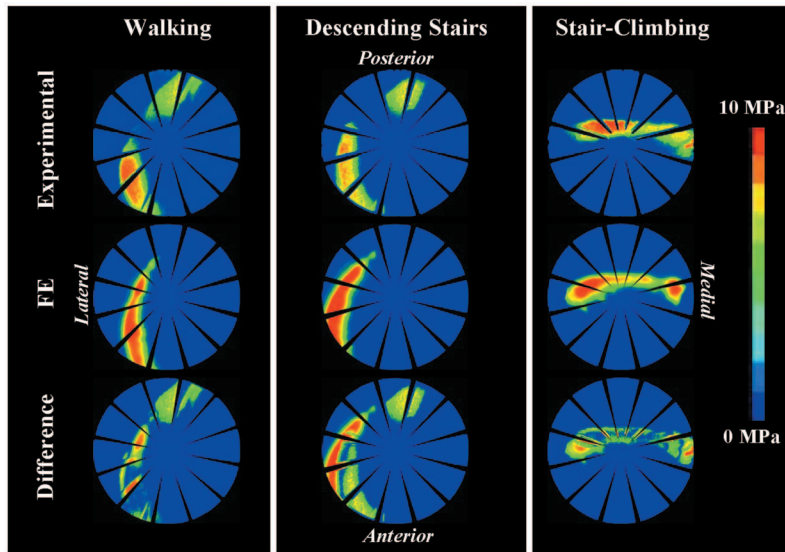 Walking
Descending Stairs
Stair-Climbing
Posterior
Experimental
10 MPa
FE
Lateral
Medial
Difference
0 MPa
Anterior